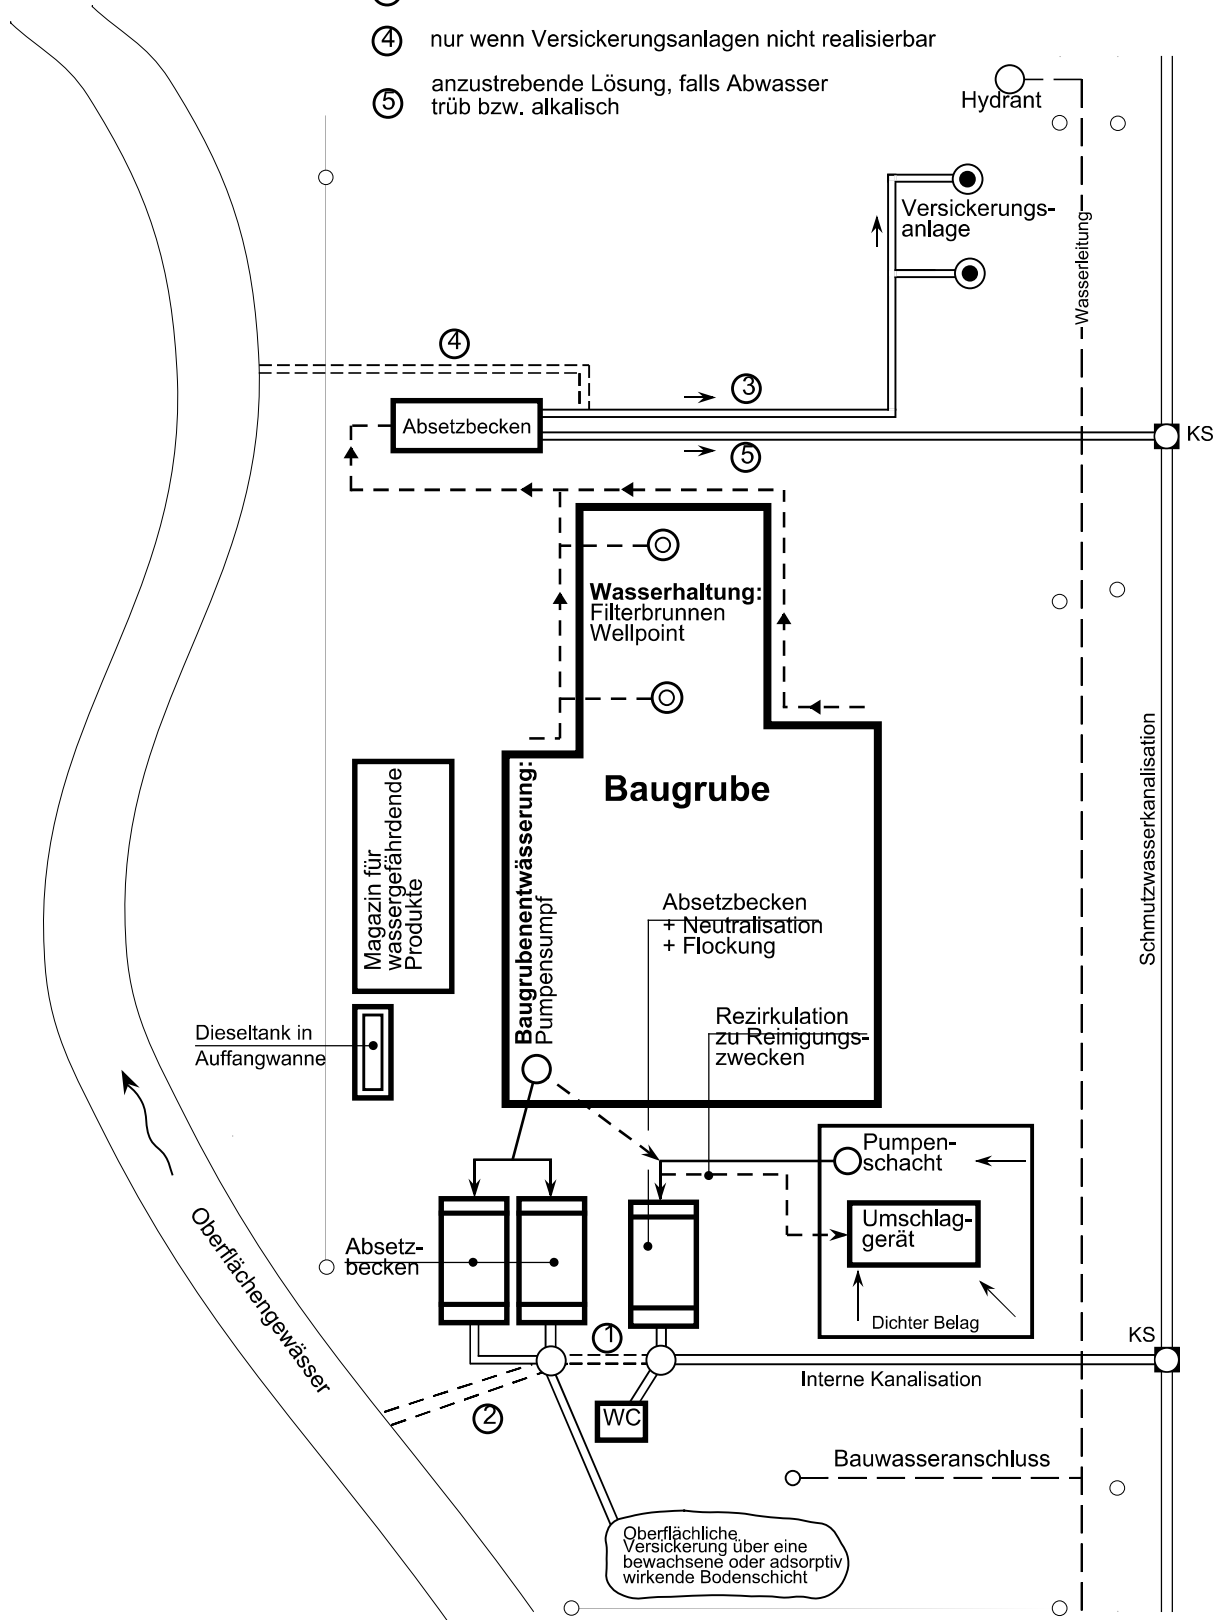 ④ nur wenn Versickerungsanlagen nicht realisierbar
⑤ anzustrebende Lösung, falls Abwasser
trüb bzw. alkalisch
Hydrant
Versickerungs-
anlage
Wasserleitung
④
③
Absetzbecken
KS
⑤
Wasserhaltung:
Filterbrunnen
Wellpoint
Schmutzwasserkanalisation
Baugrube
Magazin für
wassergefährdende
Produkte
Baugrubenentwässerung:
Pumpensumpf
Absetzbecken
+ Neutralisation
+ Flockung
Rezirkulation
zu Reinigungs-
zwecken
Dieseltank in
Auffangwanne
Pumpen-
schacht
Umschlag-
gerät
Dichter Belag
Oberflächengewässer
Absetz-
becken
①
KS
Interne Kanalisation
②
WC
Bauwasseranschluss
Oberflächliche
Versickerung über eine
bewachsene oder adsorptiv
wirkende Bodenschicht